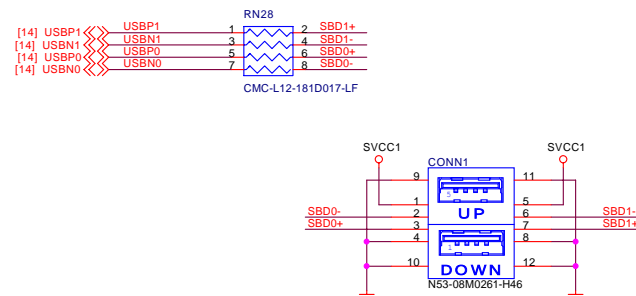 RN28
[14] USBP1 USBP1 1 2 SBD1+
[14] USBN1 USBN1 3 4 SBD1-
[14] USBP0 USBP0 5 6 SBD0+
[14] USBN0 USBN0 7 8 SBD0-
CMC-L12-181D017-LF
SVCC1 SVCC1
CONN1
9 11
5
1 5
SBD0- 2 UP 6 SBD1-
SBD0+ 3 7 SBD1+
4 1 8
10 DOWN 12
N53-08M0261-H46